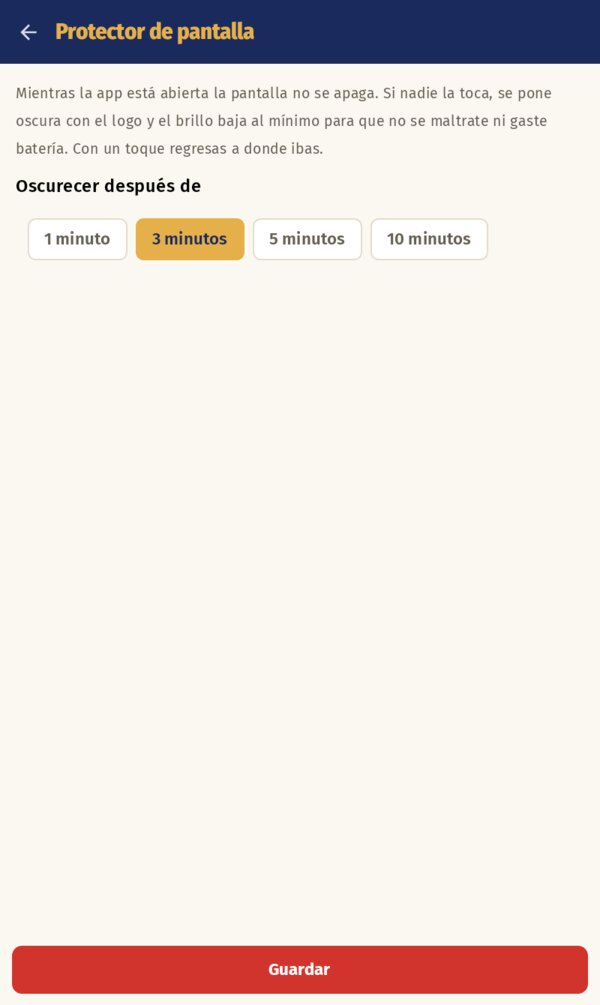 Protector de pantalla
Mientras la app está abierta la pantalla no se apaga. Si nadie la toca, se pone
oscura con el logo y el brillo baja al mínimo para que no se maltrate ni gaste
batería. Con un toque regresas a donde ibas.
Oscurecer después de
1 minuto
3 minutos
5 minutos
10 minutos
Guardar